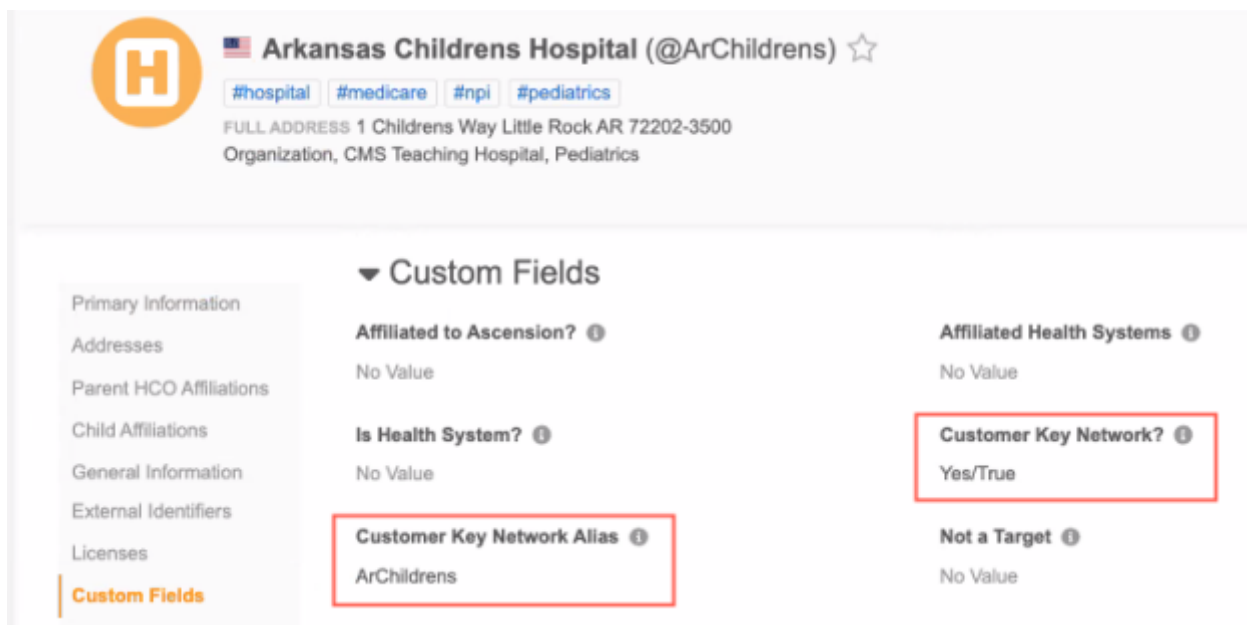 H
Arkansas Childrens Hospital (@ArChildrens)
#hospital #medicare #npi #pediatrics
FULL ADDRESS 1 Childrens Way Little Rock AR 72202-3500
Organization, CMS Teaching Hospital, Pediatrics
Primary Information
Addresses
Parent HCO Affiliations
Child Affiliations
General Information
External Identifiers
Licenses
Custom Fields
Custom Fields
Affiliated to Ascension?
No Value
Affiliated Health Systems
No Value
Is Health System?
No Value
Customer Key Network?
Yes/True
Customer Key Network Alias
ArChildrens
Not a Target
No Value